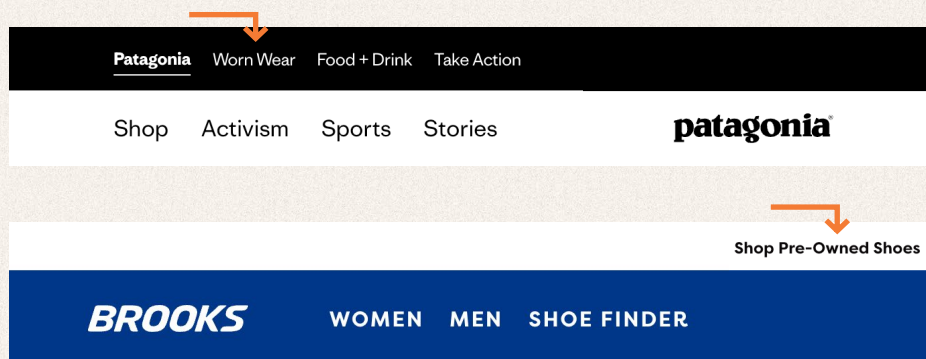 Patagonia Worn Wear Food + Drink Take Action
Shop Activism Sports Stories patagonia®
Shop Pre-Owned Shoes
BROOKS WOMEN MEN SHOE FINDER